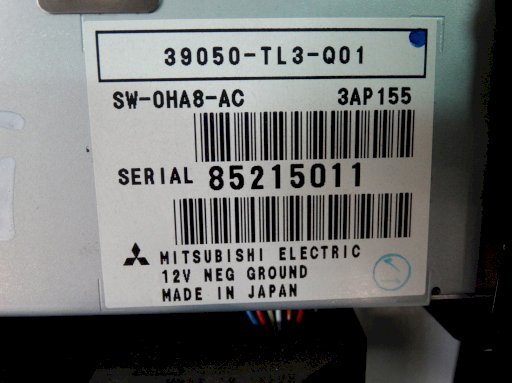 39050-TL3-Q01
SW-0HA8-AC 3AP155
SERIAL 85215011
MITSUBISHI ELECTRIC
12V NEG GROUND
MADE IN JAPAN